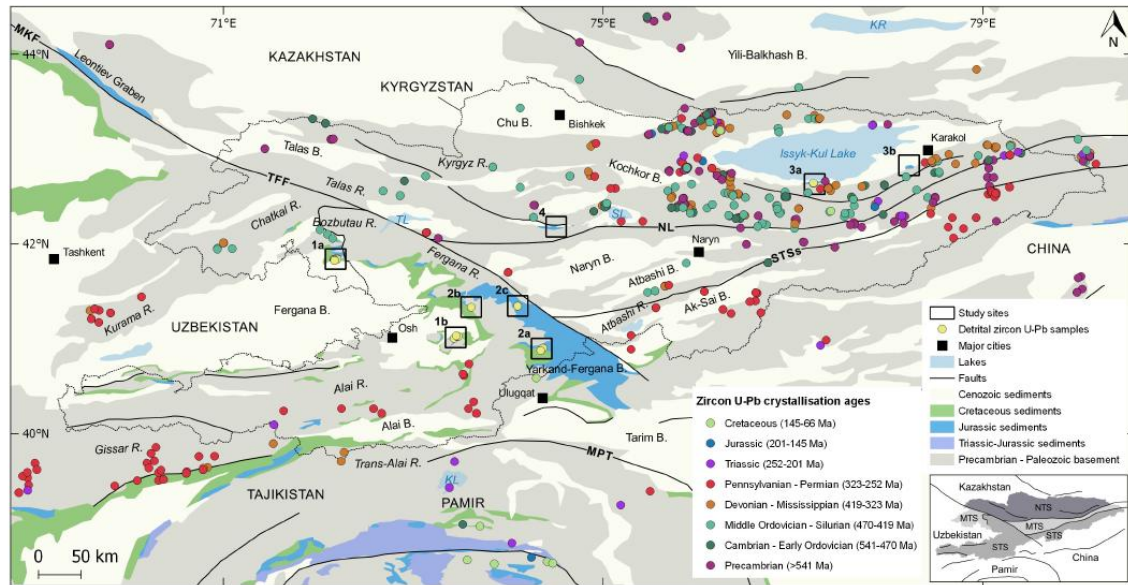 71°E
75°E
79°E
MKF
44°N
Leontiev Graben
KAZAKHSTAN
KR
Yili-Balkhash B.
N
KYRGYZSTAN
Chu B.
Bishkek
Talas B.
Kyrgyz R.
Kochkor B.
Issyk-Kul Lake
Karakol
3b
3a
TFF
Talas R.
TL
SL
4
NL
Chatkal R.
Bozbutau R.
42°N
Tashkent
1a
Fergana R.
Naryn
STSs
CHINA
Naryn B.
Atbashi B.
2b
2c
Atbashi R.
Ak-Sai B.
Kurama R.
Fergana B.
UZBEKISTAN
Osh
1b
2a
Yarkand-Fergana B.
Alai R.
Ulugqat
Alai B.
Tarim B.
40°N
Gissar R.
Trans-Alai R.
MPT
KL
TAJIKISTAN
PAMIR
0 50 km
Study sites
Detrital zircon U-Pb samples
Major cities
Lakes
Faults
Cenozoic sediments
Cretaceous sediments
Jurassic sediments
Triassic-Jurassic sediments
Precambrian - Paleozoic basement
Zircon U-Pb crystallisation ages
Cretaceous (145-66 Ma)
Jurassic (201-145 Ma)
Triassic (252-201 Ma)
Pennsylvanian - Permian (323-252 Ma)
Devonian - Mississippian (419-323 Ma)
Middle Ordovician - Silurian (470-419 Ma)
Cambrian - Early Ordovician (541-470 Ma)
Precambrian (>541 Ma)
Kazakhstan
NTS
MTS
MTS
Uzbekistan
STS
STS
China
Pamir